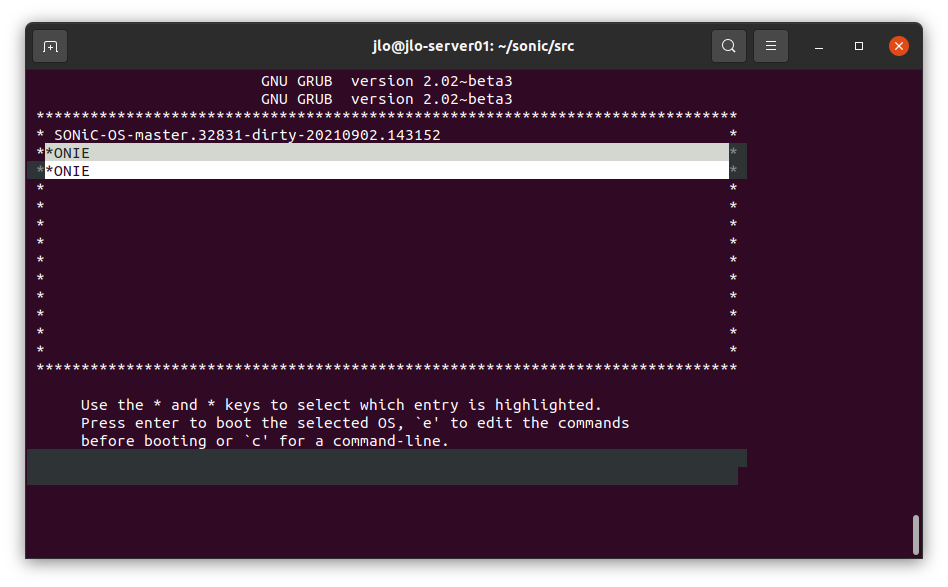 jlo@jlo-server01: ~/sonic/src
GNU GRUB  version 2.02~beta3
GNU GRUB  version 2.02~beta3
******************************************************************************
* SONiC-OS-master.32831-dirty-20210902.143152                                *
**ONIE                                                                       *
**ONIE                                                                       *
*                                                                            *
*                                                                            *
*                                                                            *
*                                                                            *
*                                                                            *
*                                                                            *
*                                                                            *
*                                                                            *
*                                                                            *
*                                                                            *
******************************************************************************
Use the * and * keys to select which entry is highlighted.
Press enter to boot the selected OS, `e' to edit the commands
before booting or `c' for a command-line.